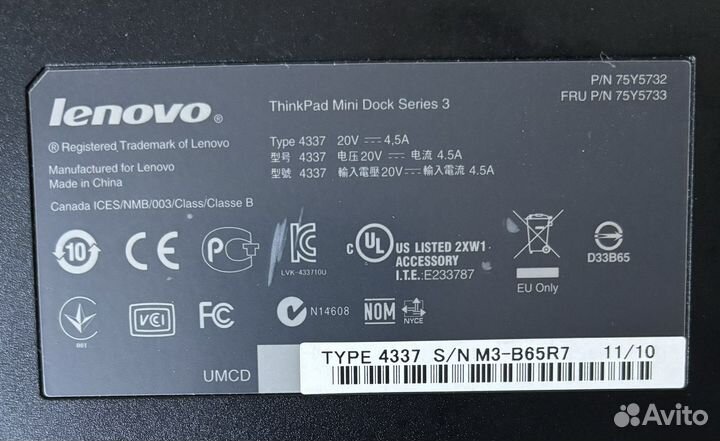 lenovo®
ThinkPad Mini Dock Series 3
P/N 75Y5732
FRU P/N 75Y5733
® Registered Trademark of Lenovo
Manufactured for Lenovo
Made in China
Type 4337 20V ⎓ 4.5A
型号 4337 电压20V ⎓ 电流 4.5A
型號 4337 輸入電壓20V ⎓ 輸入電流 4.5A
Canada ICES/NMB/003/Class/Classe B
10
CE
PG
LVK-433710U
c UL US LISTED 2XW1
ACCESSORY
I.T.E.:E233787
EU Only
D33B65
VCI
FC
N14608
NOM
NYCE
UMCD
TYPE 4337 S/N M3-B65R7 11/10
Avito